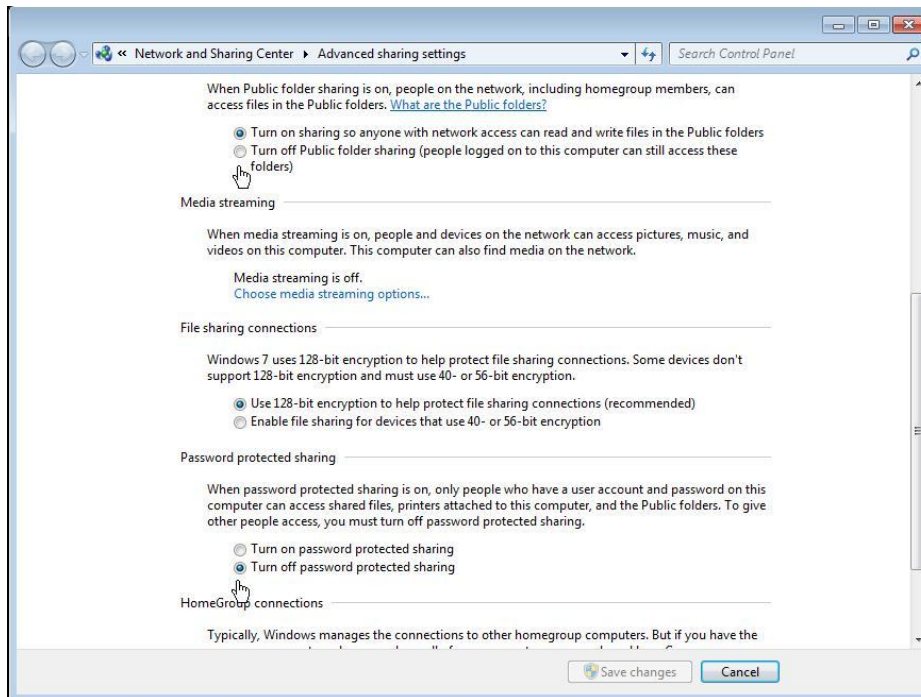 « Network and Sharing Center ▸ Advanced sharing settings
Search Control Panel
When Public folder sharing is on, people on the network, including homegroup members, can
access files in the Public folders. What are the Public folders?
Turn on sharing so anyone with network access can read and write files in the Public folders
Turn off Public folder sharing (people logged on to this computer can still access these
folders)
Media streaming
When media streaming is on, people and devices on the network can access pictures, music, and
videos on this computer. This computer can also find media on the network.
Media streaming is off.
Choose media streaming options...
File sharing connections
Windows 7 uses 128-bit encryption to help protect file sharing connections. Some devices don't
support 128-bit encryption and must use 40- or 56-bit encryption.
Use 128-bit encryption to help protect file sharing connections (recommended)
Enable file sharing for devices that use 40- or 56-bit encryption
Password protected sharing
When password protected sharing is on, only people who have a user account and password on this
computer can access shared files, printers attached to this computer, and the Public folders. To give
other people access, you must turn off password protected sharing.
Turn on password protected sharing
Turn off password protected sharing
HomeGroup connections
Typically, Windows manages the connections to other homegroup computers. But if you have the
Save changes
Cancel